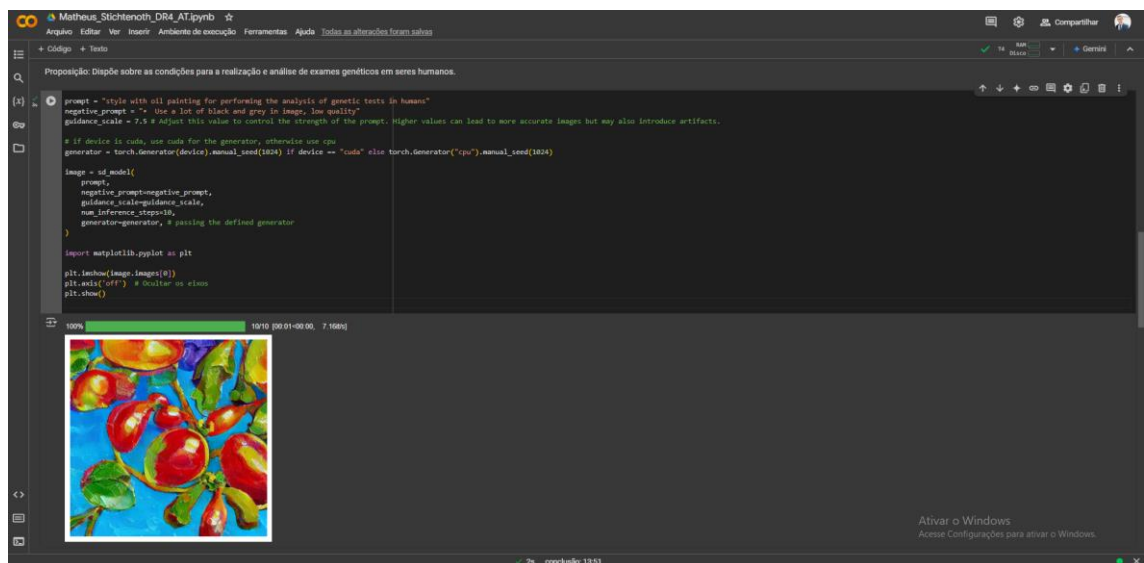 Matheus_Stichtenoth_DR4_AT.ipynb
Arquivo Editar Ver Inserir Ambiente de execução Ferramentas Ajuda Todas as alterações foram salvas
Compartilhar
+ Código + Texto
T4 RAM
Disco
Gemini
Proposição: Dispõe sobre as condições para a realização e análise de exames genéticos em seres humanos.
prompt = "style with oil painting for performing the analysis of genetic tests in humans"
negative_prompt = "* Use a lot of black and grey in image, low quality"
guidance_scale = 7.5 # Adjust this value to control the strength of the prompt. Higher values can lead to more accurate images but may also introduce artifacts.
# if device is cuda, use cuda for the generator, otherwise use cpu
generator = torch.Generator(device).manual_seed(1024) if device == "cuda" else torch.Generator("cpu").manual_seed(1024)
image = sd_model(
prompt,
negative_prompt=negative_prompt,
guidance_scale=guidance_scale,
num_inference_steps=10,
generator=generator, # passing the defined generator
)
import matplotlib.pyplot as plt
plt.imshow(image.images[0])
plt.axis('off') # Ocultar os eixos
plt.show()
100% 10/10 [00:01<00:00, 7.16it/s]
Ativar o Windows
Acesse Configurações para ativar o Windows.
2s conclusão: 13:51